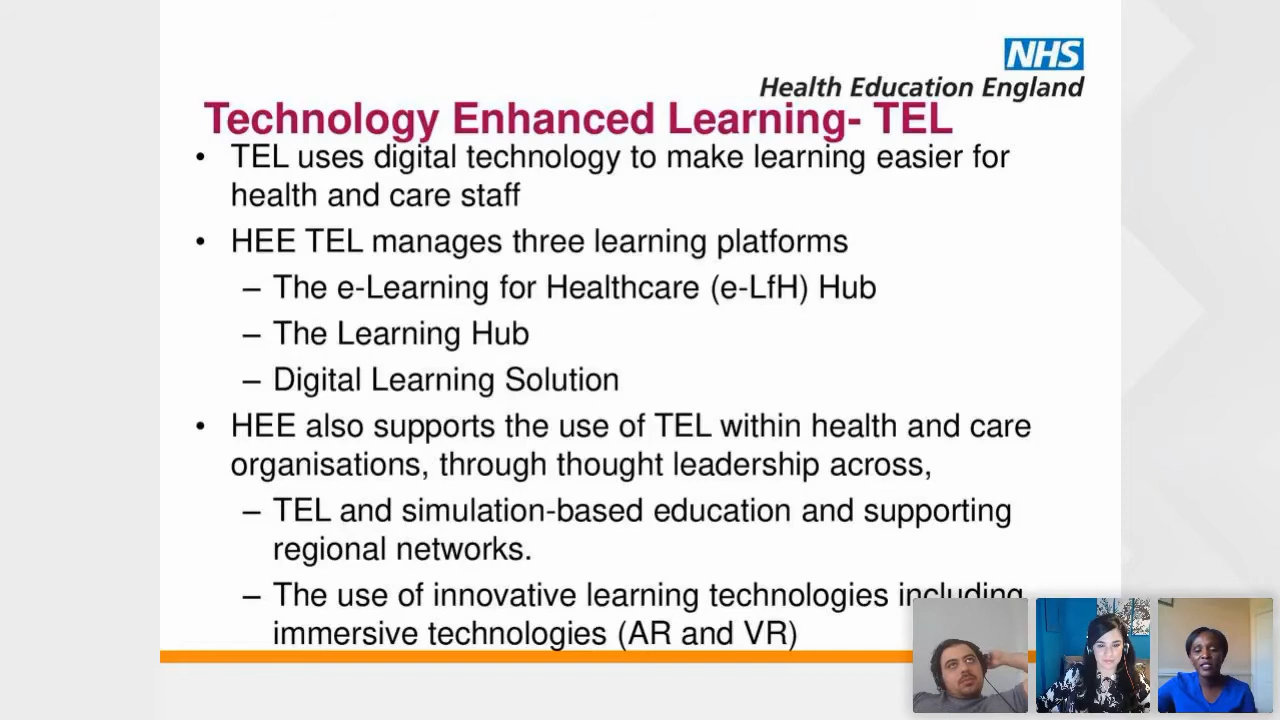 NHS
Health Education England
Technology Enhanced Learning- TEL
• TEL uses digital technology to make learning easier for
health and care staff
• HEE TEL manages three learning platforms
– The e-Learning for Healthcare (e-LfH) Hub
– The Learning Hub
– Digital Learning Solution
• HEE also supports the use of TEL within health and care
organisations, through thought leadership across,
– TEL and simulation-based education and supporting
regional networks.
– The use of innovative learning technologies including
immersive technologies (AR and VR)